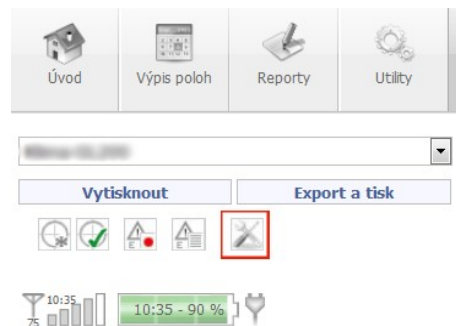 Úvod Výpis poloh Reporty Utility
Vytisknout Export a tisk
E E
10:35
75 10:35 - 90 %